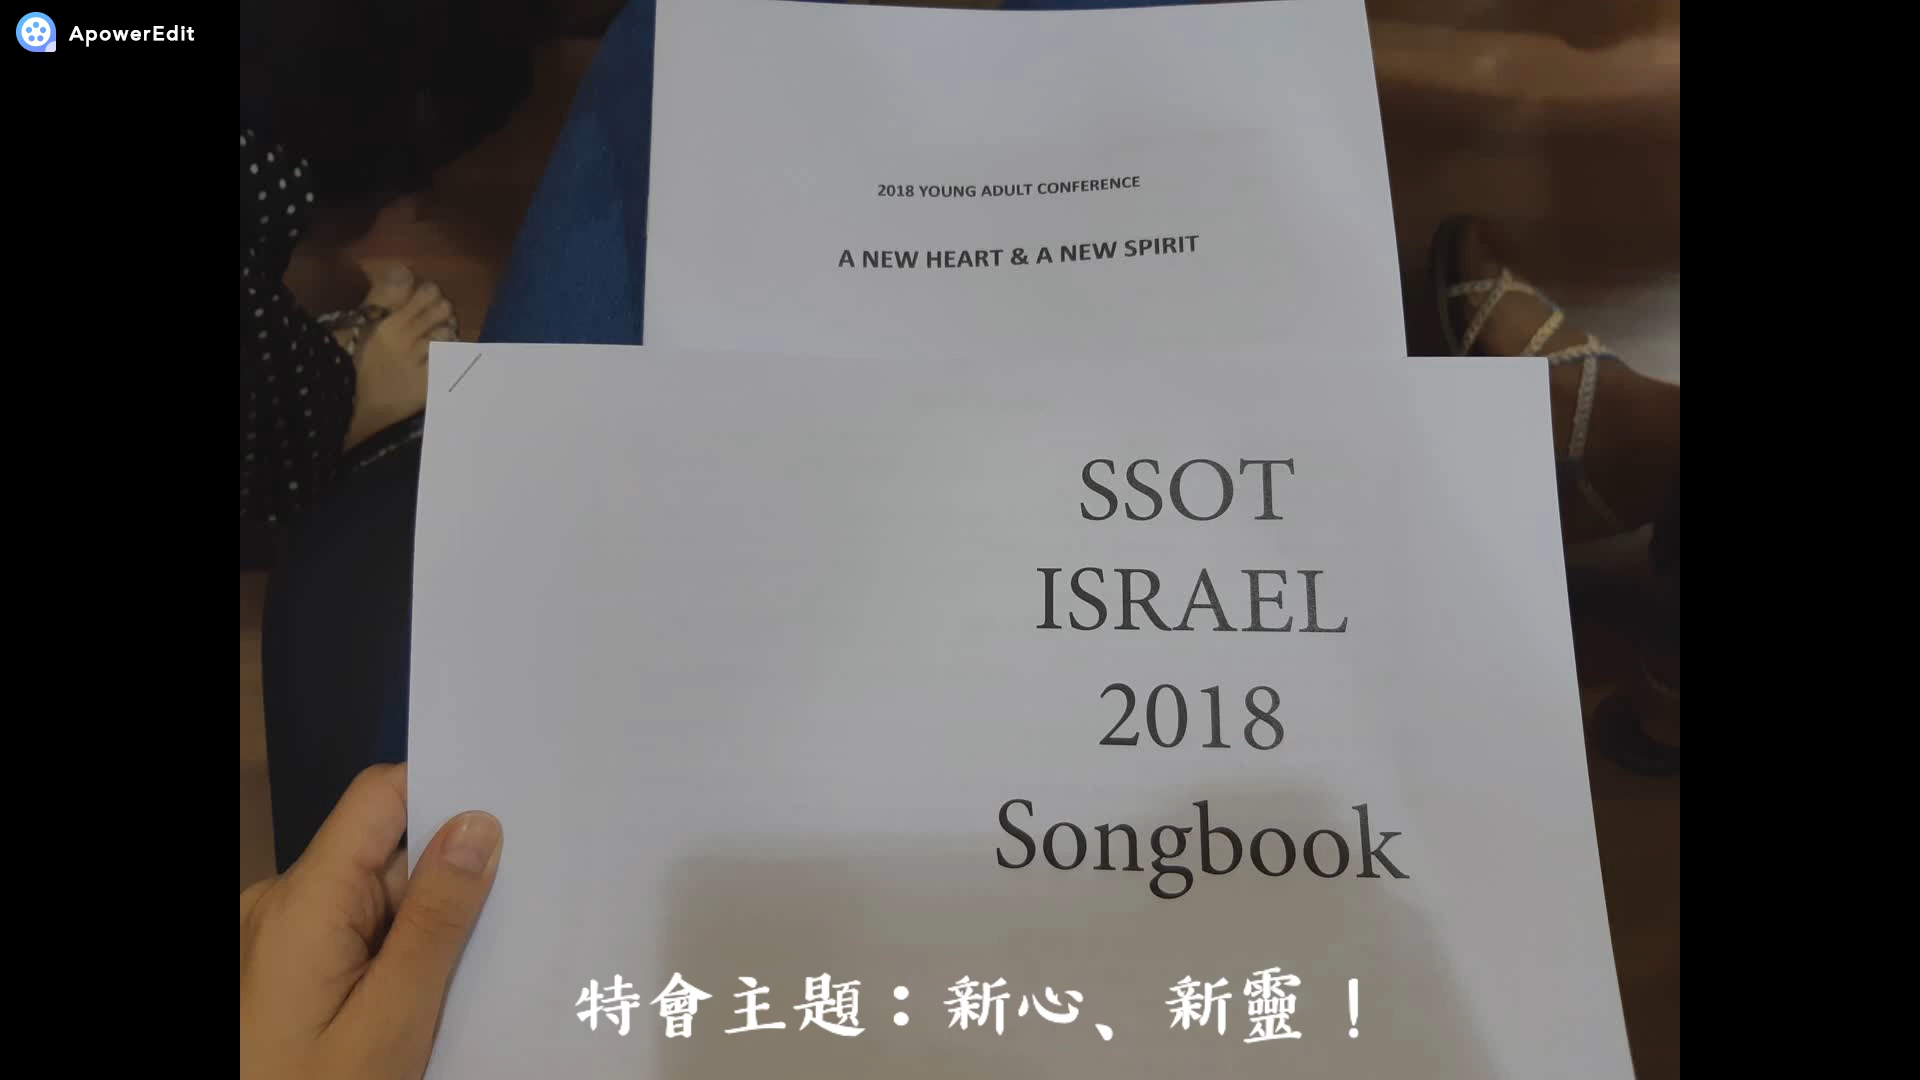 ApowerEdit
2018 YOUNG ADULT CONFERENCE
A NEW HEART & A NEW SPIRIT
SSOT
ISRAEL
2018
Songbook
特會主題：新心、新靈！